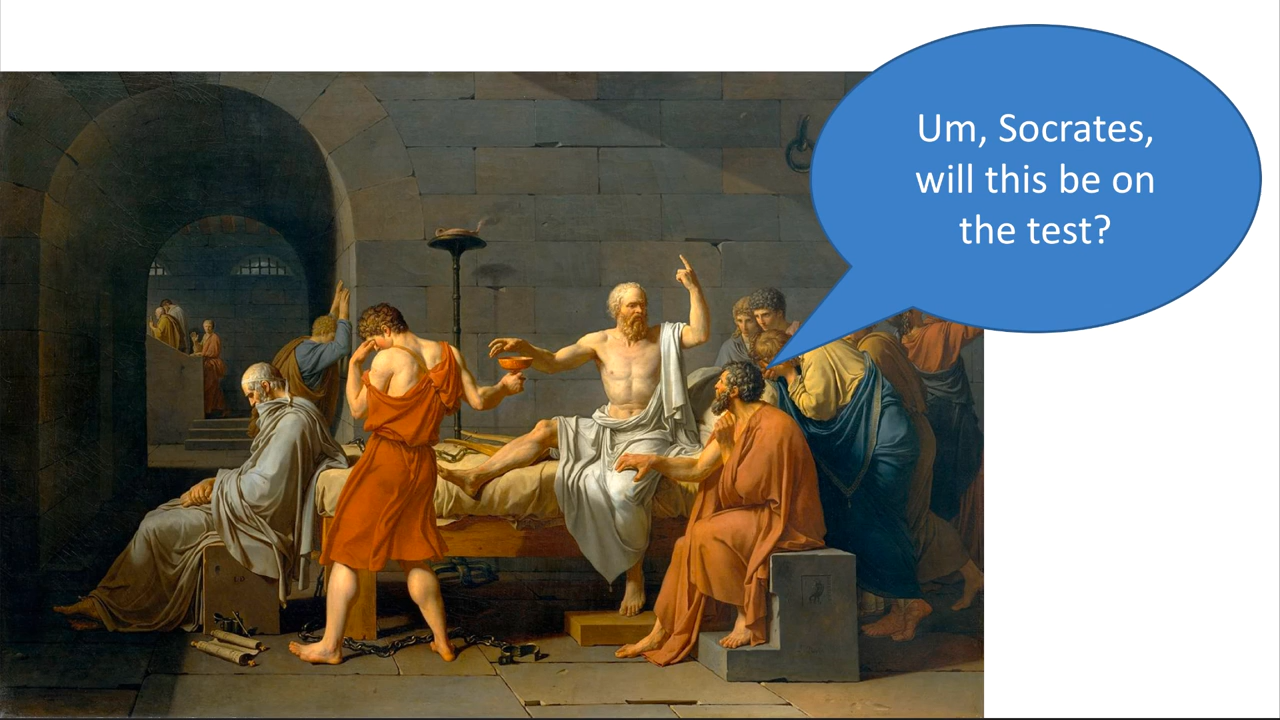 Um, Socrates,
will this be on
the test?